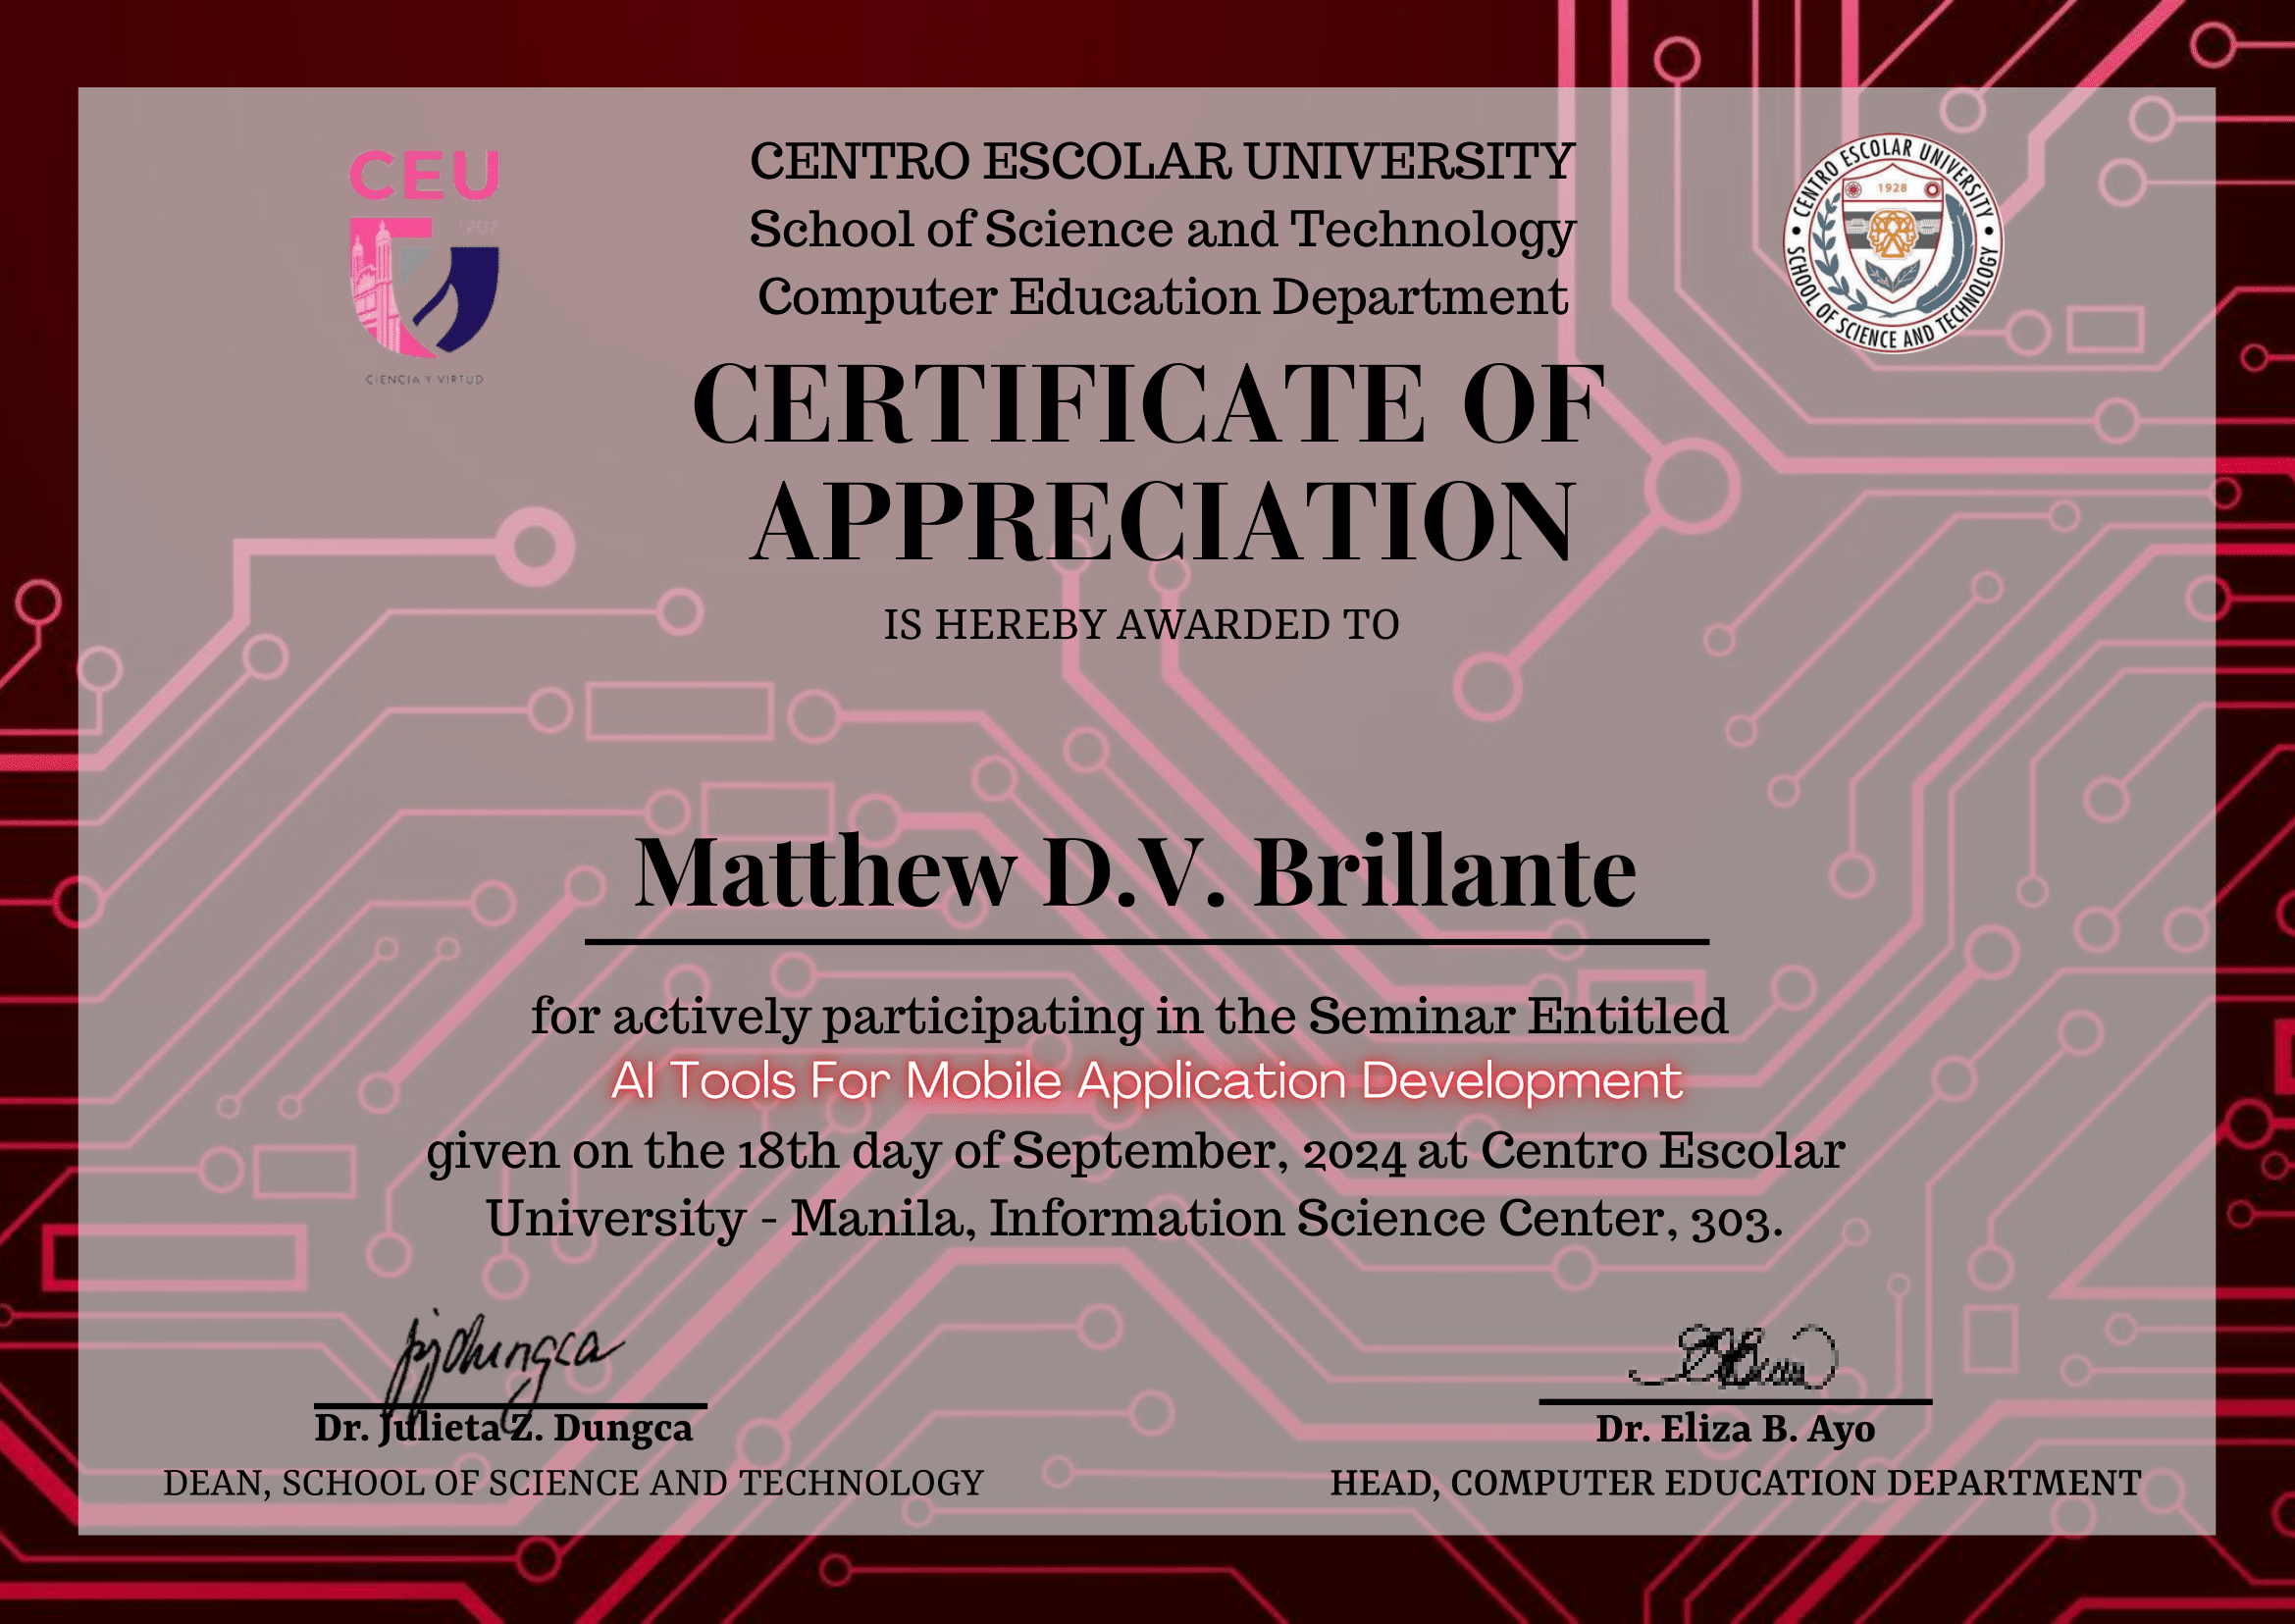 CEU
1907
CIENCIA Y VIRTUD
CENTRO ESCOLAR UNIVERSITY
School of Science and Technology
Computer Education Department
CENTRO ESCOLAR UNIVERSITY
1928
SCHOOL OF SCIENCE AND TECHNOLOGY
CERTIFICATE OF
APPRECIATION
IS HEREBY AWARDED TO
Matthew D.V. Brillante
for actively participating in the Seminar Entitled
AI Tools For Mobile Application Development
given on the 18th day of September, 2024 at Centro Escolar
University - Manila, Information Science Center, 303.
jzdungca
Dr. Julieta Z. Dungca
DEAN, SCHOOL OF SCIENCE AND TECHNOLOGY
Dr. Eliza B. Ayo
HEAD, COMPUTER EDUCATION DEPARTMENT